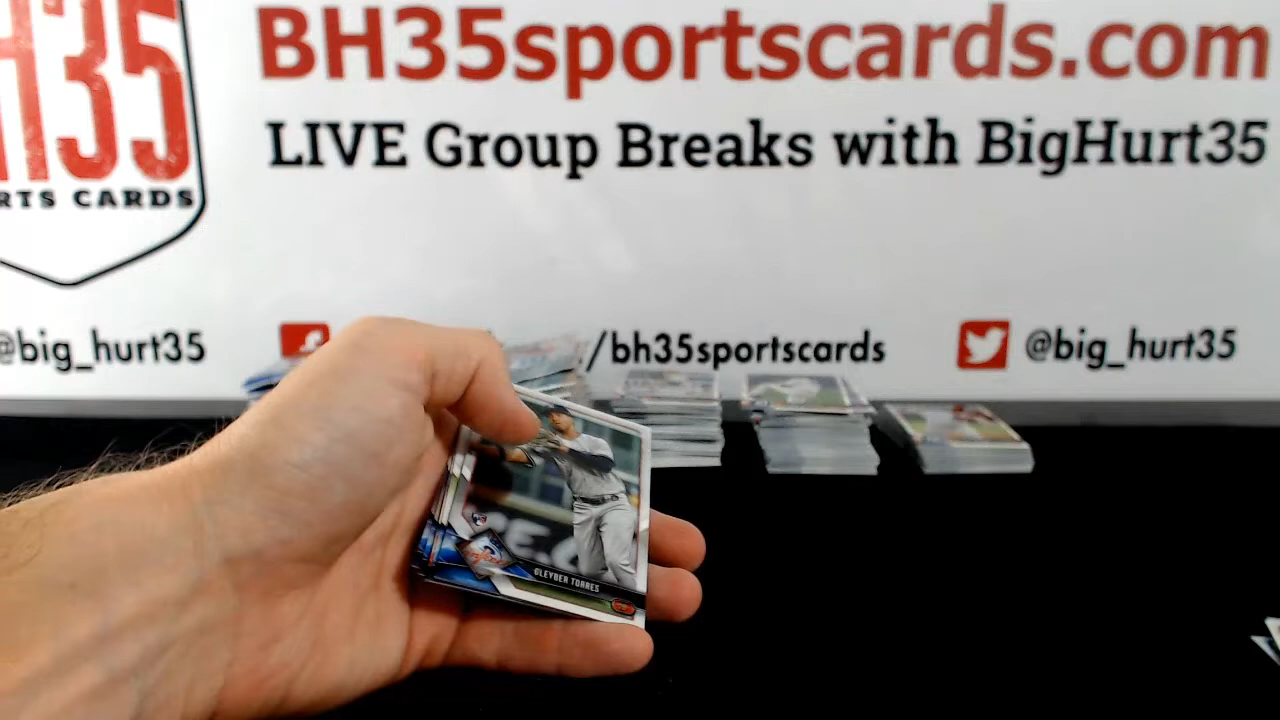 H35
RTS CARDS
BH35sportscards.com
LIVE Group Breaks with BigHurt35
@big_hurt35
/bh35sportscards
@big_hurt35
GLEYBER TORRES